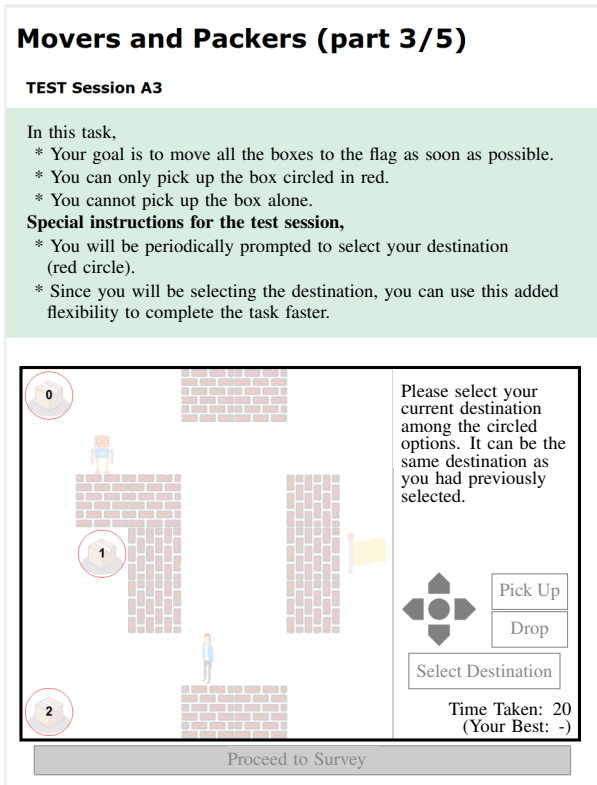 Movers and Packers (part 3/5)
TEST Session A3
In this task,
* Your goal is to move all the boxes to the flag as soon as possible.
* You can only pick up the box circled in red.
* You cannot pick up the box alone.
Special instructions for the test session,
* You will be periodically prompted to select your destination
(red circle).
* Since you will be selecting the destination, you can use this added
flexibility to complete the task faster.
0
1
2
Please select your
current destination
among the circled
options. It can be the
same destination as
you had previously
selected.
Pick Up
Drop
Select Destination
Time Taken: 20
(Your Best: -)
Proceed to Survey